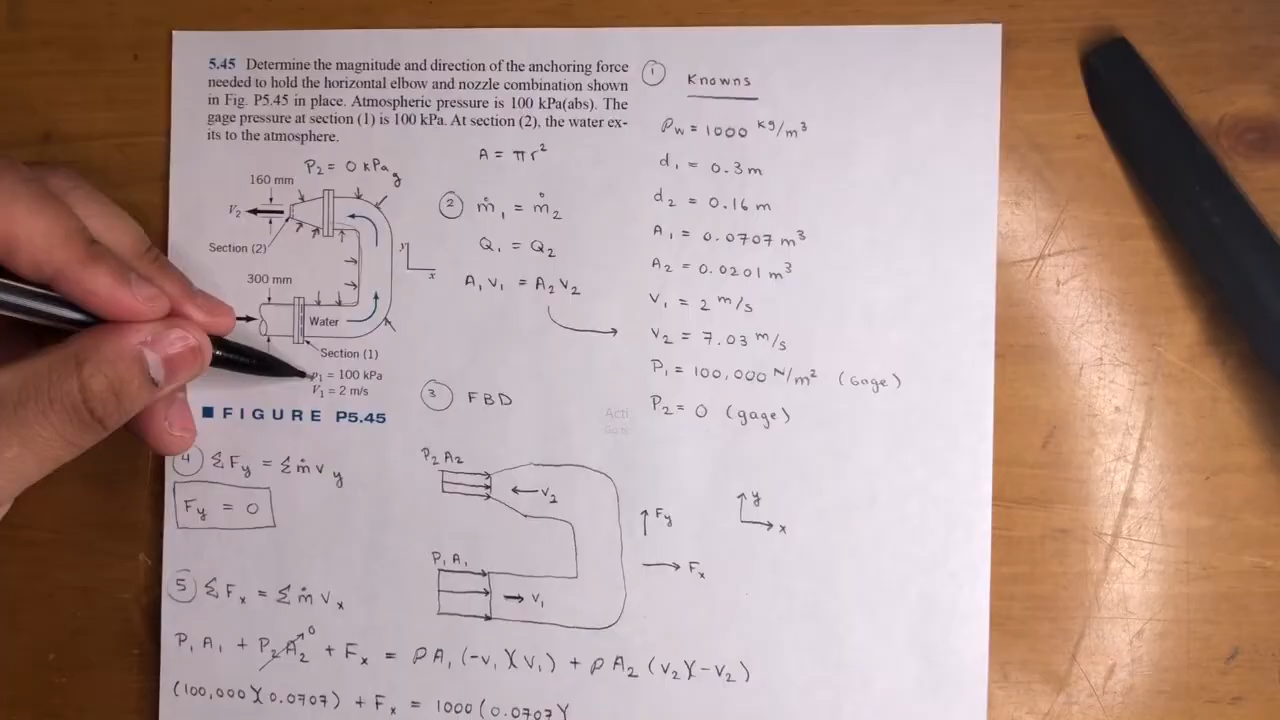 5.45 Determine the magnitude and direction of the anchoring force
needed to hold the horizontal elbow and nozzle combination shown
in Fig. P5.45 in place. Atmospheric pressure is 100 kPa(abs). The
gage pressure at section (1) is 100 kPa. At section (2), the water ex-
its to the atmosphere.
P₂ = 0 kPa g
160 mm
V₂
Section (2)
300 mm
Water
Section (1)
p₁ = 100 kPa
V₁ = 2 m/s
y
x
FIGURE P5.45
A = πr²
② ṁ₁ = ṁ₂
Q₁ = Q₂
A₁V₁ = A₂V₂
① Knowns
ρw = 1000 kg/m³
d₁ = 0.3 m
d₂ = 0.16 m
A₁ = 0.0707 m³
A₂ = 0.0201 m³
V₁ = 2 m/s
V₂ = 7.03 m/s
P₁ = 100,000 N/m² (Gage)
P₂ = 0 (gage)
③ FBD
P₂A₂
V₂
P₁A₁
V₁
Fy
Fx
y
x
④ ΣFy = Σṁvy
Fy = 0
⑤ ΣFx = Σṁvx
P₁A₁ + P₂A₂ 0 + Fx = ρA₁(-V₁)(V₁) + ρA₂(V₂)(-V₂)
(100,000)(0.0707) + Fx = 1000(0.0707)(